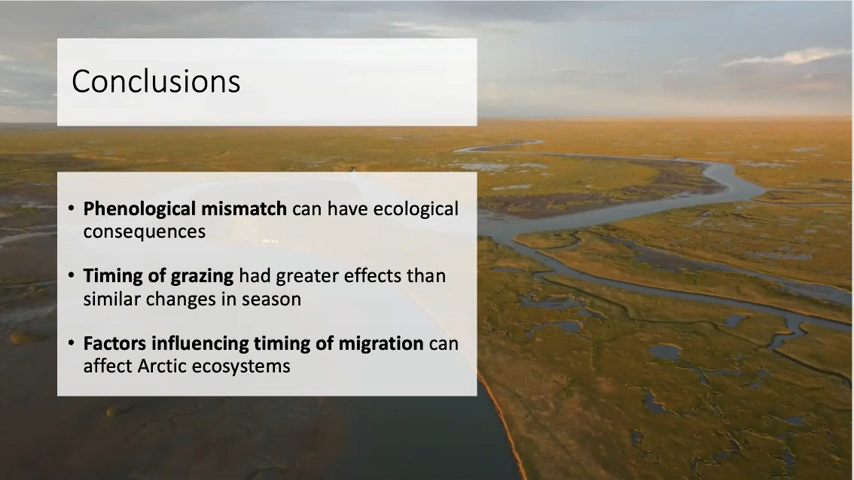 Conclusions
• Phenological mismatch can have ecological
consequences
• Timing of grazing had greater effects than
similar changes in season
• Factors influencing timing of migration can
affect Arctic ecosystems